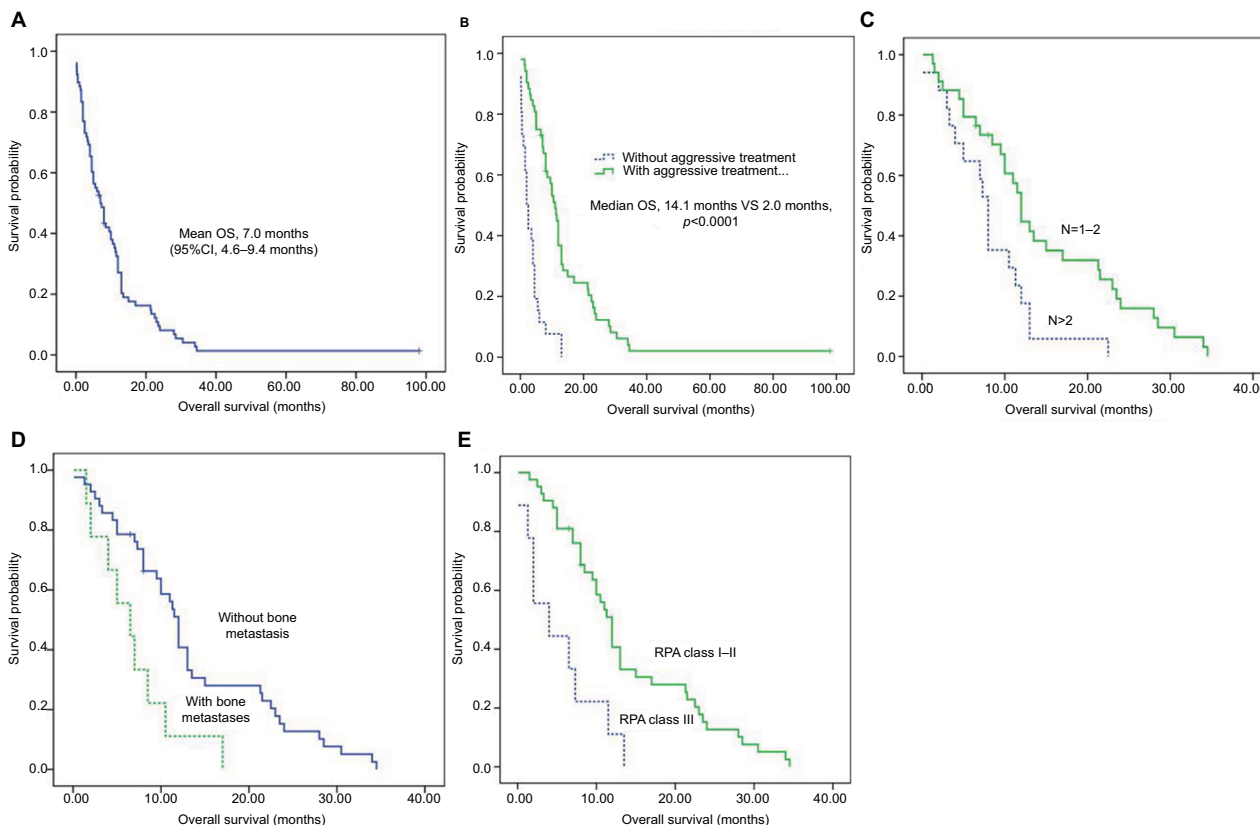 A
Survival probability
1.0
0.8
0.6
0.4
0.2
0.0
Mean OS, 7.0 months
(95%CI, 4.6–9.4 months)
0.00 20.00 40.00 60.00 80.00 100.00
Overall survival (months)
B
Survival probability
1.0
0.8
0.6
0.4
0.2
0.0
Without aggressive treatment
With aggressive treatment...
Median OS, 14.1 months VS 2.0 months,
p<0.0001
0.00 20.00 40.00 60.00 80.00 100.00
Overall survival (months)
C
Survival probability
1.0
0.8
0.6
0.4
0.2
0.0
N=1–2
N>2
0.00 10.00 20.00 30.00 40.00
Overall survival (months)
D
Survival probability
1.0
0.8
0.6
0.4
0.2
0.0
Without bone
metastasis
With bone
metastases
0.00 10.00 20.00 30.00 40.00
Overall survival (months)
E
Survival probability
1.0
0.8
0.6
0.4
0.2
0.0
RPA class I–II
RPA class III
0.00 10.00 20.00 30.00 40.00
Overall survival (months)